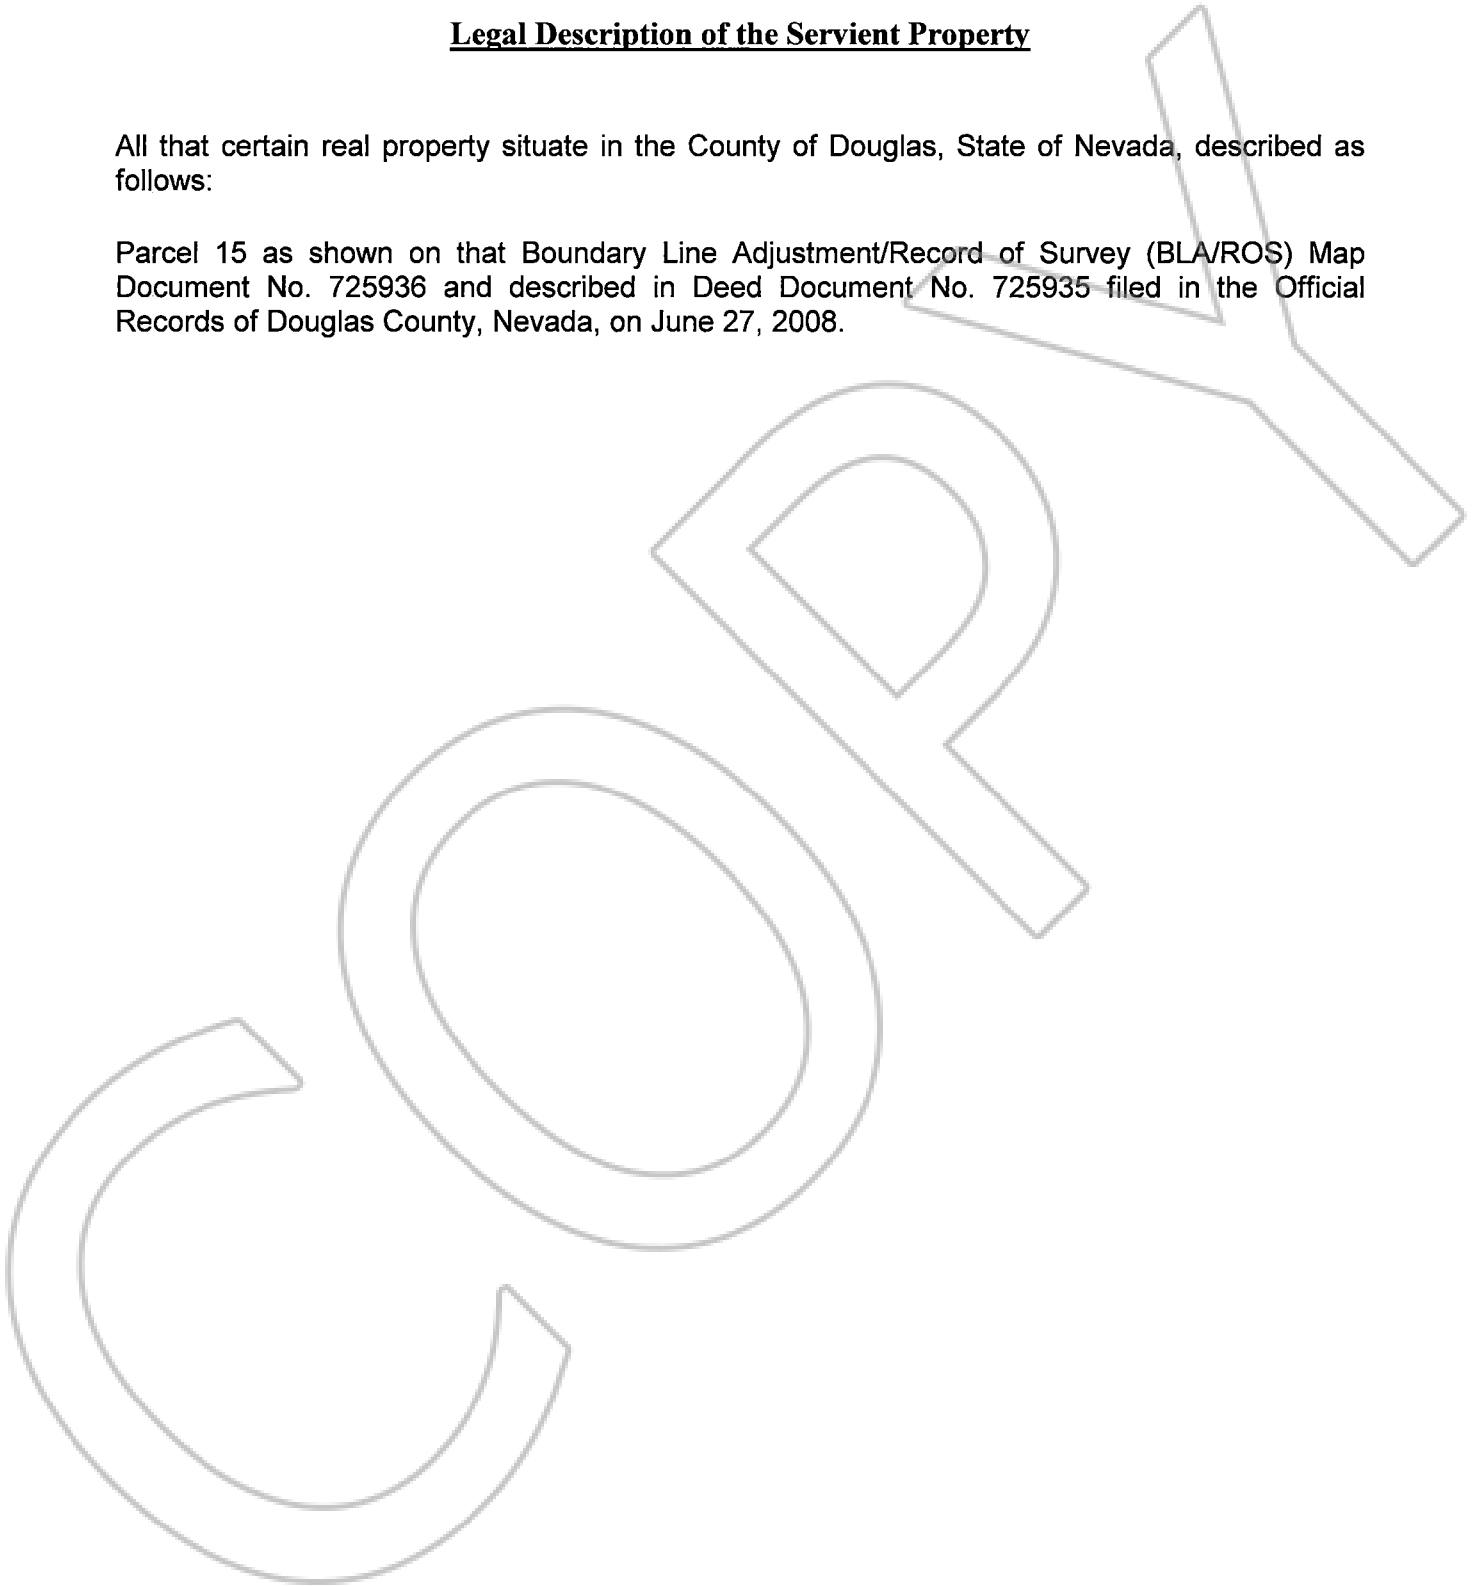 Legal Description of the Servient Property
All that certain real property situate in the County of Douglas, State of Nevada, described as
follows:
Parcel 15 as shown on that Boundary Line Adjustment/Record of Survey (BLA/ROS) Map
Document No. 725936 and described in Deed Document No. 725935 filed in the Official
Records of Douglas County, Nevada, on June 27, 2008.
COPY